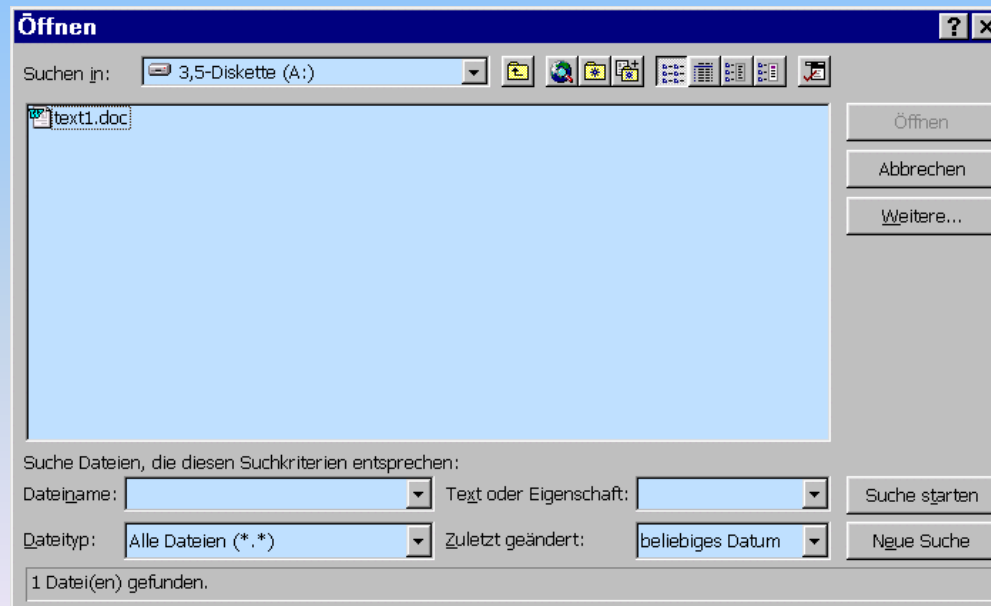 Öffnen
Suchen in: 3,5-Diskette (A:)
text1.doc
Öffnen
Abbrechen
Weitere...
Suche Dateien, die diesen Suchkriterien entsprechen:
Dateiname: Text oder Eigenschaft: Suche starten
Dateityp: Alle Dateien (*.*) Zuletzt geändert: beliebiges Datum Neue Suche
1 Datei(en) gefunden.